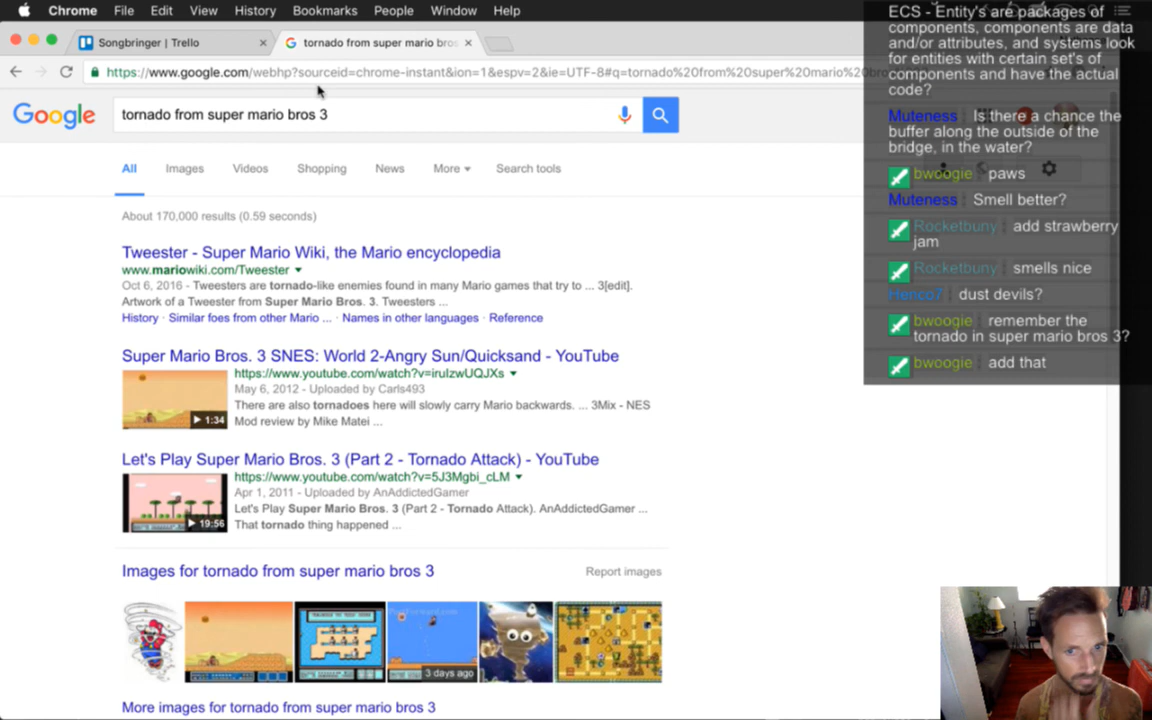 Chrome File Edit View History Bookmarks People Window Help
Songbringer | Trello
tornado from super mario bros
https://www.google.com/webhp?sourceid=chrome-instant&ion=1&espv=2&ie=UTF-8#q=tornado%20from%20super%20mario%20bro
Google
tornado from super mario bros 3
All Images Videos Shopping News More Search tools
About 170,000 results (0.59 seconds)
Tweester - Super Mario Wiki, the Mario encyclopedia
www.mariowiki.com/Tweester
Oct 6, 2016 - Tweesters are tornado-like enemies found in many Mario games that try to ... 3[edit].
Artwork of a Tweester from Super Mario Bros. 3. Tweesters ...
History · Similar foes from other Mario ... · Names in other languages · Reference
Super Mario Bros. 3 SNES: World 2-Angry Sun/Quicksand - YouTube
https://www.youtube.com/watch?v=iruIzwUQJXs
May 6, 2012 - Uploaded by Carls493
There are also tornadoes here will slowly carry Mario backwards. ... 3Mix - NES
Mod review by Mike Matei ...
1:34
Let's Play Super Mario Bros. 3 (Part 2 - Tornado Attack) - YouTube
https://www.youtube.com/watch?v=5J3Mgbi_cLM
Apr 1, 2011 - Uploaded by AnAddictedGamer
Let's Play Super Mario Bros. 3 (Part 2 - Tornado Attack). AnAddictedGamer ...
That tornado thing happened ...
19:56
Images for tornado from super mario bros 3
Report images
3 days ago
More images for tornado from super mario bros 3
ECS - Entity's are packages of
components, components are data
and/or attributes, and systems look
for entities with certain set's of
components and have the actual
code?
Muteness Is there a chance the
buffer along the outside of the
bridge, in the water?
bwoogie paws
Muteness Smell better?
Rocketbuny add strawberry
jam
Rocketbuny smells nice
Henco7 dust devils?
bwoogie remember the
tornado in super mario bros 3?
bwoogie add that